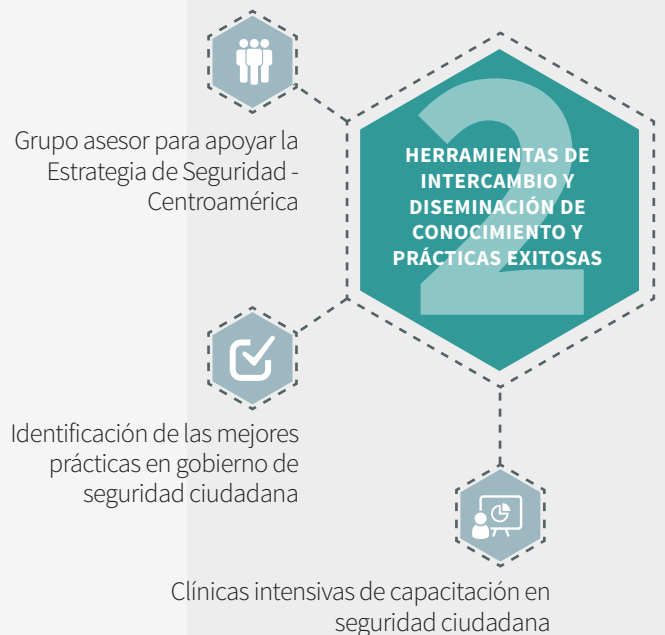 2
HERRAMIENTAS DE
INTERCAMBIO Y
DISEMINACIÓN DE
CONOCIMIENTO Y
PRÁCTICAS EXITOSAS
Grupo asesor para apoyar la
Estrategia de Seguridad -
Centroamérica
Identificación de las mejores
prácticas en gobierno de
seguridad ciudadana
Clínicas intensivas de capacitación en
seguridad ciudadana